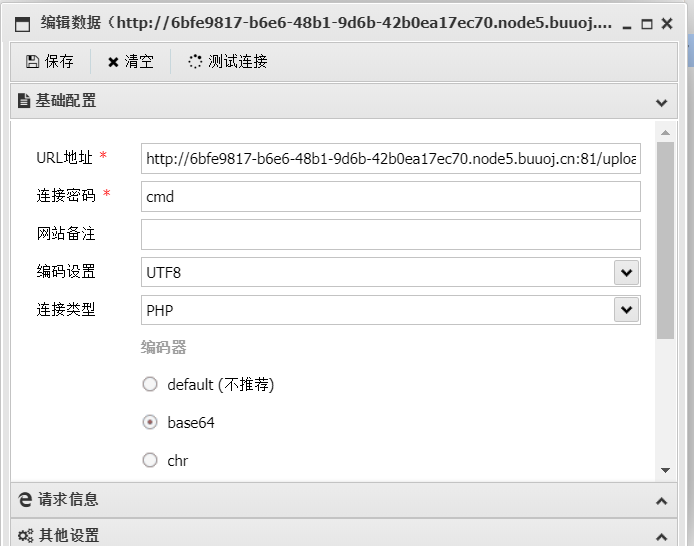 编辑数据（http://6bfe9817-b6e6-48b1-9d6b-42b0ea17ec70.node5.buuoj....
保存 清空 测试连接
基础配置
URL地址 * http://6bfe9817-b6e6-48b1-9d6b-42b0ea17ec70.node5.buuoj.cn:81/uploa
连接密码 * cmd
网站备注
编码设置 UTF8
连接类型 PHP
编码器
default (不推荐)
base64
chr
请求信息
其他设置